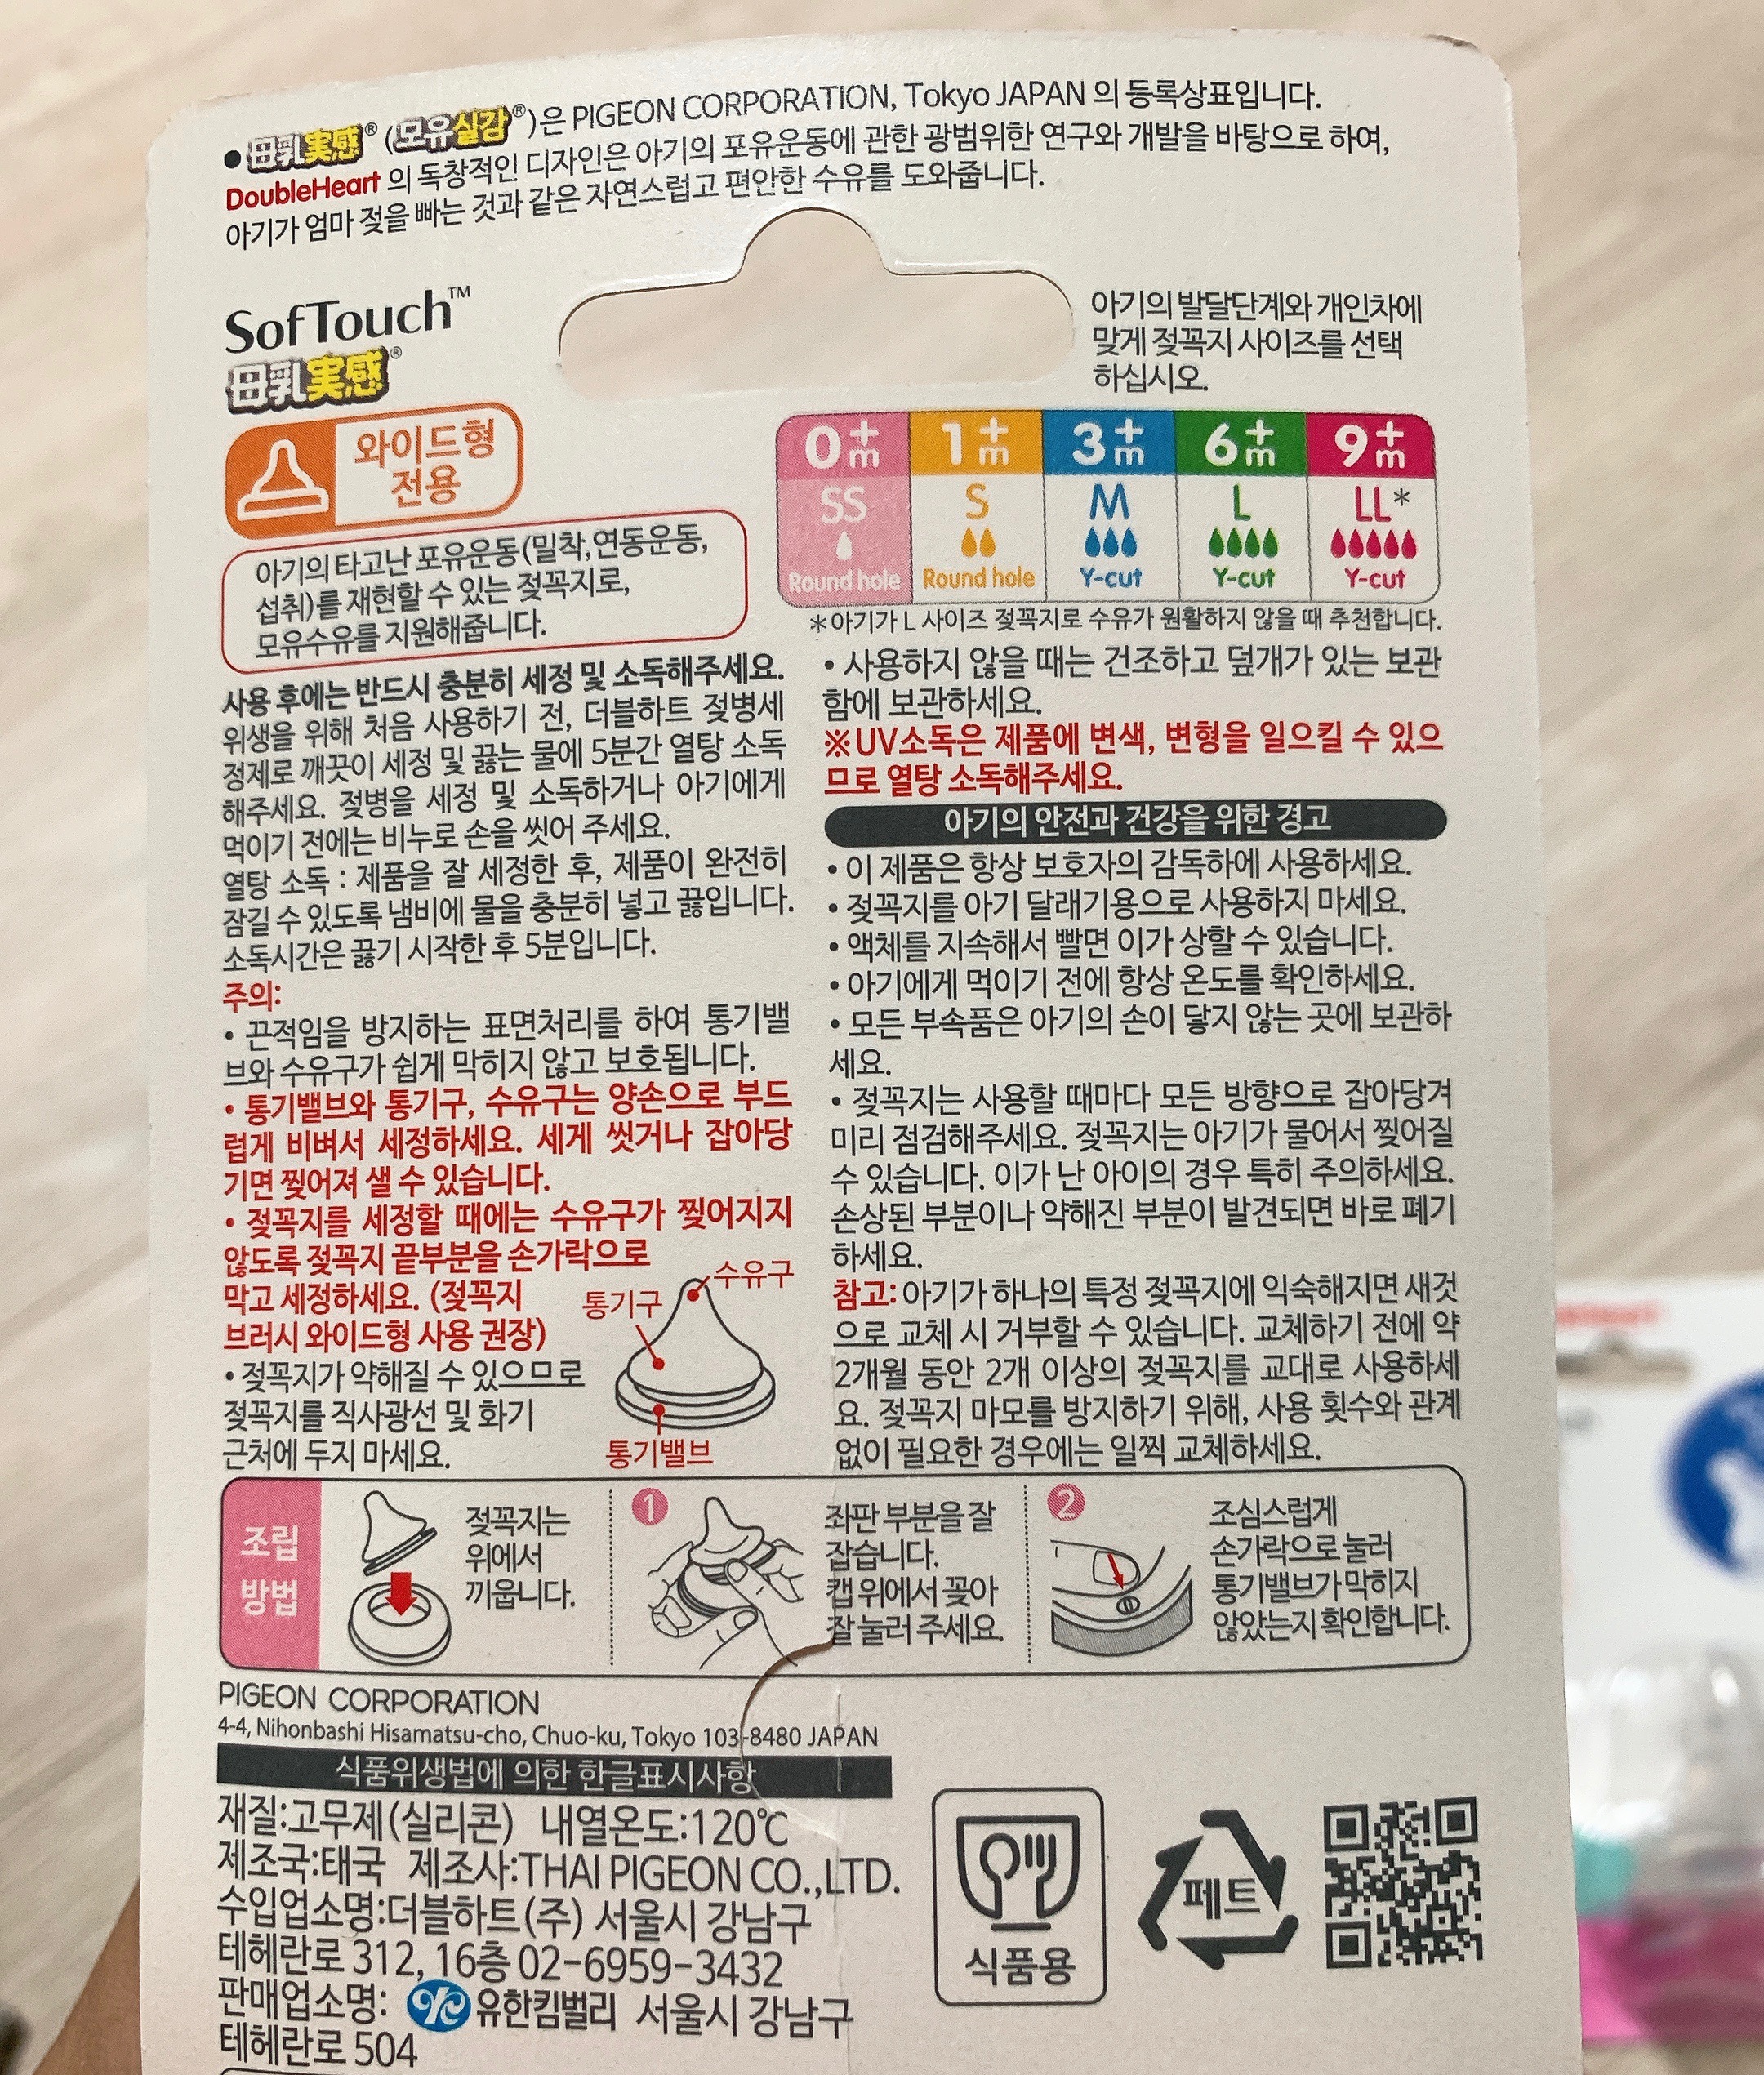 • 母乳実感® (모유실감®)은 PIGEON CORPORATION, Tokyo JAPAN 의 등록상표입니다.
DoubleHeart 의 독창적인 디자인은 아기의 포유운동에 관한 광범위한 연구와 개발을 바탕으로 하여,
아기가 엄마 젖을 빠는 것과 같은 자연스럽고 편안한 수유를 도와줍니다.
SofTouch™
母乳実感®
와이드형
전용
아기의 타고난 포유운동(밀착,연동운동,
섭취)를 재현할 수 있는 젖꼭지로,
모유수유를 지원해줍니다.
아기의 발달단계와 개인차에
맞게 젖꼭지 사이즈를 선택
하십시오.
0+m 1+m 3+m 6+m 9+m
SS S M L LL*
Round hole Round hole Y-cut Y-cut Y-cut
*아기가 L 사이즈 젖꼭지로 수유가 원활하지 않을 때 추천합니다.
사용 후에는 반드시 충분히 세정 및 소독해주세요.
위생을 위해 처음 사용하기 전, 더블하트 젖병세
정제로 깨끗이 세정 및 끓는 물에 5분간 열탕 소독
해주세요. 젖병을 세정 및 소독하거나 아기에게
먹이기 전에는 비누로 손을 씻어 주세요.
열탕 소독 : 제품을 잘 세정한 후, 제품이 완전히
잠길 수 있도록 냄비에 물을 충분히 넣고 끓입니다.
소독시간은 끓기 시작한 후 5분입니다.
주의:
• 끈적임을 방지하는 표면처리를 하여 통기밸
브와 수유구가 쉽게 막히지 않고 보호됩니다.
• 통기밸브와 통기구, 수유구는 양손으로 부드
럽게 비벼서 세정하세요. 세게 씻거나 잡아당
기면 찢어져 샐 수 있습니다.
• 젖꼭지를 세정할 때에는 수유구가 찢어지지
않도록 젖꼭지 끝부분을 손가락으로
막고 세정하세요. (젖꼭지
브러시 와이드형 사용 권장)
• 젖꼭지가 약해질 수 있으므로
젖꼭지를 직사광선 및 화기
근처에 두지 마세요.
수유구
통기구
통기밸브
• 사용하지 않을 때는 건조하고 덮개가 있는 보관
함에 보관하세요.
※UV소독은 제품에 변색, 변형을 일으킬 수 있으
므로 열탕 소독해주세요.
아기의 안전과 건강을 위한 경고
• 이 제품은 항상 보호자의 감독하에 사용하세요.
• 젖꼭지를 아기 달래기용으로 사용하지 마세요.
• 액체를 지속해서 빨면 이가 상할 수 있습니다.
• 아기에게 먹이기 전에 항상 온도를 확인하세요.
• 모든 부속품은 아기의 손이 닿지 않는 곳에 보관하
세요.
• 젖꼭지는 사용할 때마다 모든 방향으로 잡아당겨
미리 점검해주세요. 젖꼭지는 아기가 물어서 찢어질
수 있습니다. 이가 난 아이의 경우 특히 주의하세요.
손상된 부분이나 약해진 부분이 발견되면 바로 폐기
하세요.
참고: 아기가 하나의 특정 젖꼭지에 익숙해지면 새것
으로 교체 시 거부할 수 있습니다. 교체하기 전에 약
2개월 동안 2개 이상의 젖꼭지를 교대로 사용하세
요. 젖꼭지 마모를 방지하기 위해, 사용 횟수와 관계
없이 필요한 경우에는 일찍 교체하세요.
조립
방법
젖꼭지는
위에서
끼웁니다.
1
좌판 부분을 잘
잡습니다.
캡 위에서 꽂아
잘 눌러 주세요.
2
조심스럽게
손가락으로 눌러
통기밸브가 막히지
않았는지 확인합니다.
PIGEON CORPORATION
4-4, Nihonbashi Hisamatsu-cho, Chuo-ku, Tokyo 103-8480 JAPAN
식품위생법에 의한 한글표시사항
재질:고무제(실리콘) 내열온도:120℃
제조국:태국 제조사:THAI PIGEON CO.,LTD.
수입업소명:더블하트(주) 서울시 강남구
테헤란로 312, 16층 02-6959-3432
판매업소명: 유한킴벌리 서울시 강남구
테헤란로 504
식품용
페트